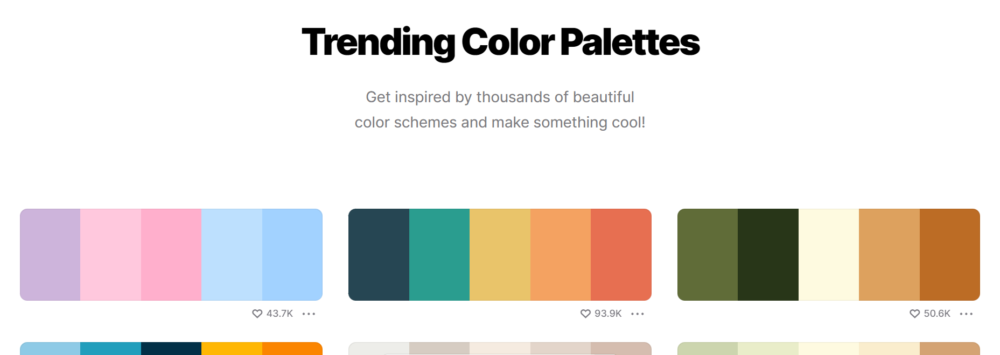 Trending Color Palettes
Get inspired by thousands of beautiful
color schemes and make something cool!
43.7K
93.9K
50.6K